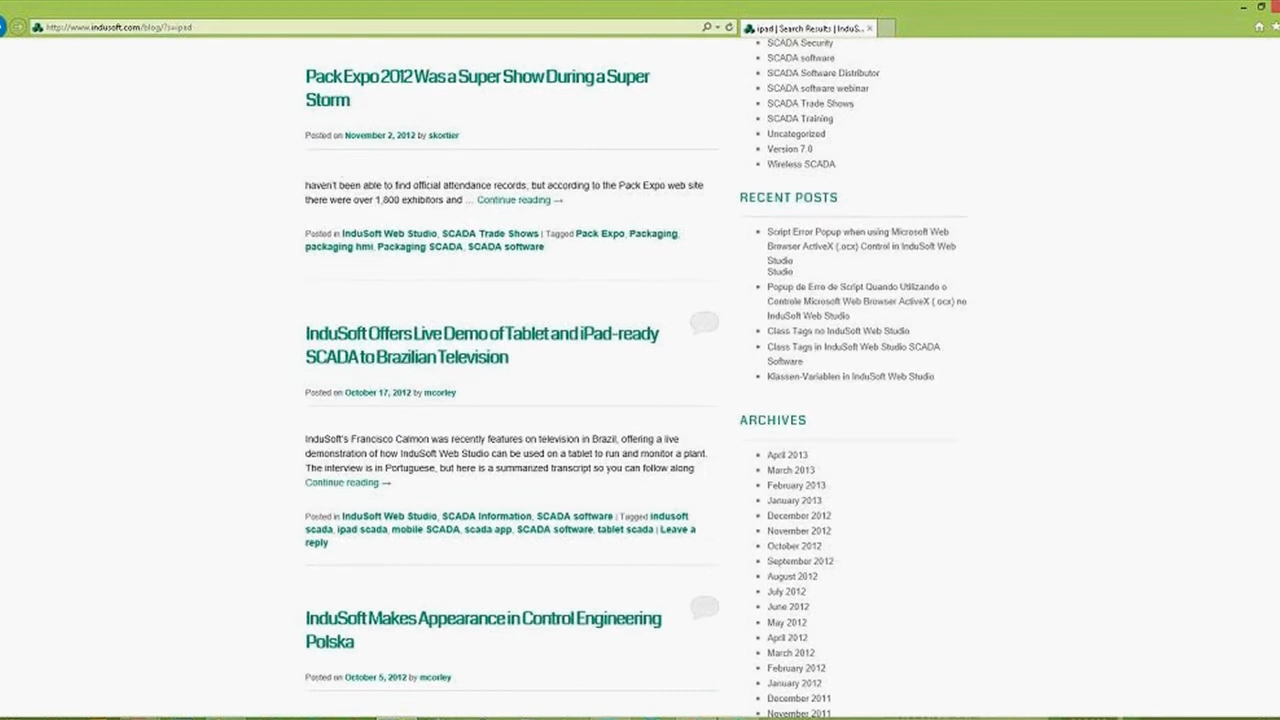 http://www.indusoft.com/blog/?s=ipad
ipad | Search Results | InduS...
Pack Expo 2012 Was a Super Show During a Super
Storm
Posted on November 2, 2012 by skortier
haven't been able to find official attendance records, but according to the Pack Expo web site
there were over 1,800 exhibitors and ... Continue reading →
Posted in InduSoft Web Studio, SCADA Trade Shows | Tagged Pack Expo, Packaging,
packaging hmi, Packaging SCADA, SCADA software
InduSoft Offers Live Demo of Tablet and iPad-ready
SCADA to Brazilian Television
Posted on October 17, 2012 by mcorley
InduSoft's Francisco Calmon was recently features on television in Brazil, offering a live
demonstration of how InduSoft Web Studio can be used on a tablet to run and monitor a plant.
The interview is in Portuguese, but here is a summarized transcript so you can follow along
Continue reading →
Posted in InduSoft Web Studio, SCADA Information, SCADA software | Tagged indusoft
scada, ipad scada, mobile SCADA, scada app, SCADA software, tablet scada | Leave a
reply
InduSoft Makes Appearance in Control Engineering
Polska
Posted on October 5, 2012 by mcorley
SCADA Security
SCADA software
SCADA Software Distributor
SCADA software webinar
SCADA Trade Shows
SCADA Training
Uncategorized
Version 7.0
Wireless SCADA
RECENT POSTS
Script Error Popup when using Microsoft Web
Browser ActiveX (.ocx) Control in InduSoft Web
Studio
Studio
Popup de Erro de Script Quando Utilizando o
Controle Microsoft Web Browser ActiveX (.ocx) no
InduSoft Web Studio
Class Tags no InduSoft Web Studio
Class Tags in InduSoft Web Studio SCADA
Software
Klassen-Variablen in InduSoft Web Studio
ARCHIVES
April 2013
March 2013
February 2013
January 2013
December 2012
November 2012
October 2012
September 2012
August 2012
July 2012
June 2012
May 2012
April 2012
March 2012
February 2012
January 2012
December 2011
November 2011